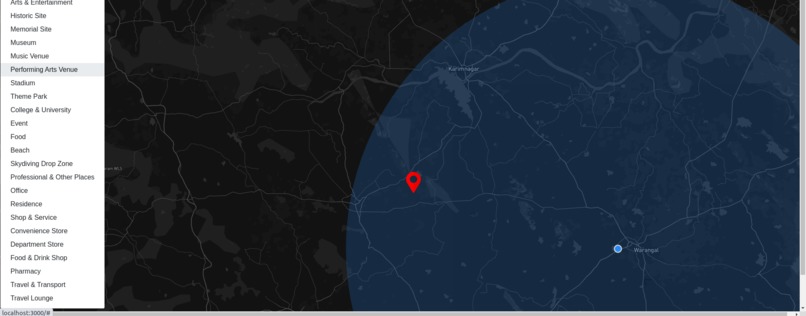 Arts & Entertainment
Historic Site
Memorial Site
Museum
Music Venue
Performing Arts Venue
Stadium
Theme Park
College & University
Event
Food
Beach
Skydiving Drop Zone
Professional & Other Places
Office
Residence
Shop & Service
Convenience Store
Department Store
Food & Drink Shop
Pharmacy
Travel & Transport
Travel Lounge
localhost:3000/#
Karimnagar
Warangal